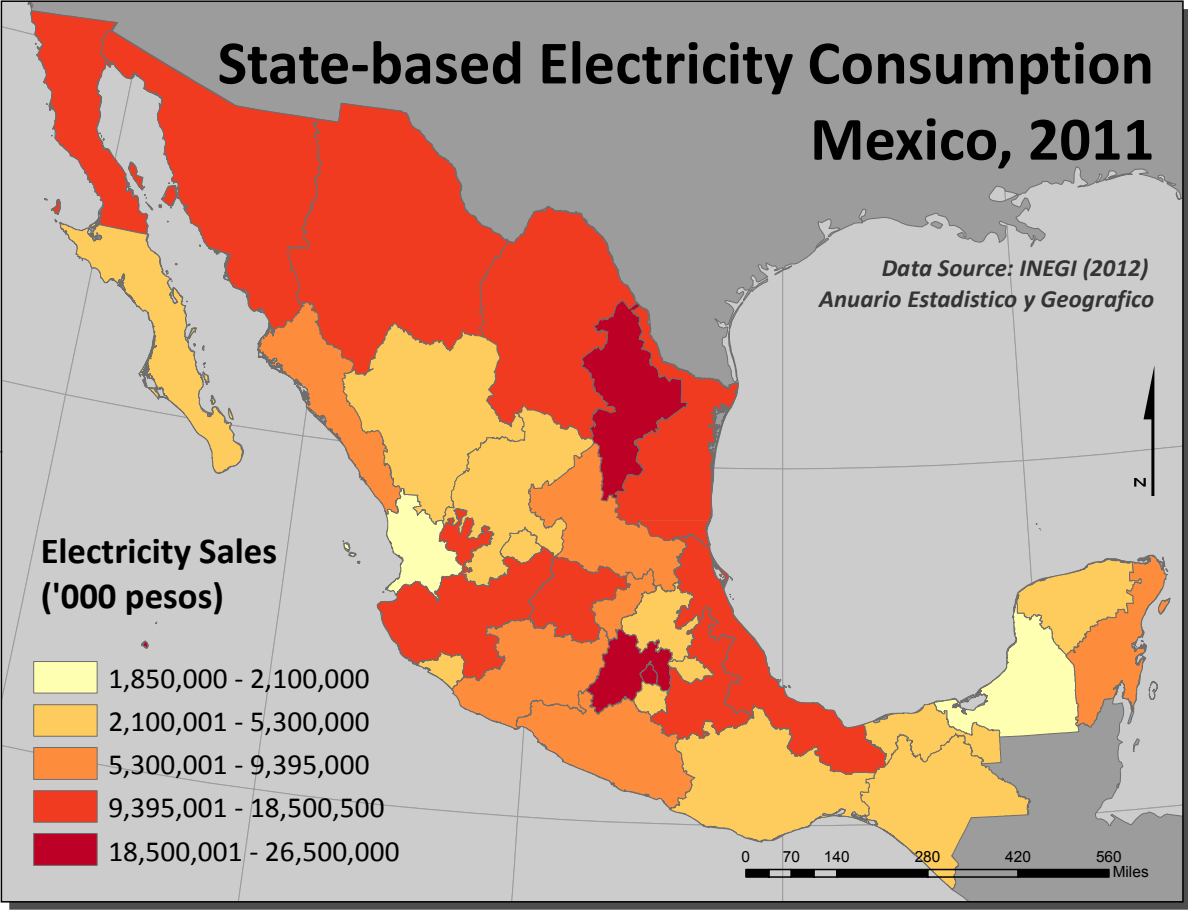 State-based Electricity Consumption
Mexico, 2011
Data Source: INEGI (2012)
Anuario Estadistico y Geografico
N
Electricity Sales
('000 pesos)
1,850,000 - 2,100,000
2,100,001 - 5,300,000
5,300,001 - 9,395,000
9,395,001 - 18,500,500
18,500,001 - 26,500,000
0 70 140 280 420 560
Miles